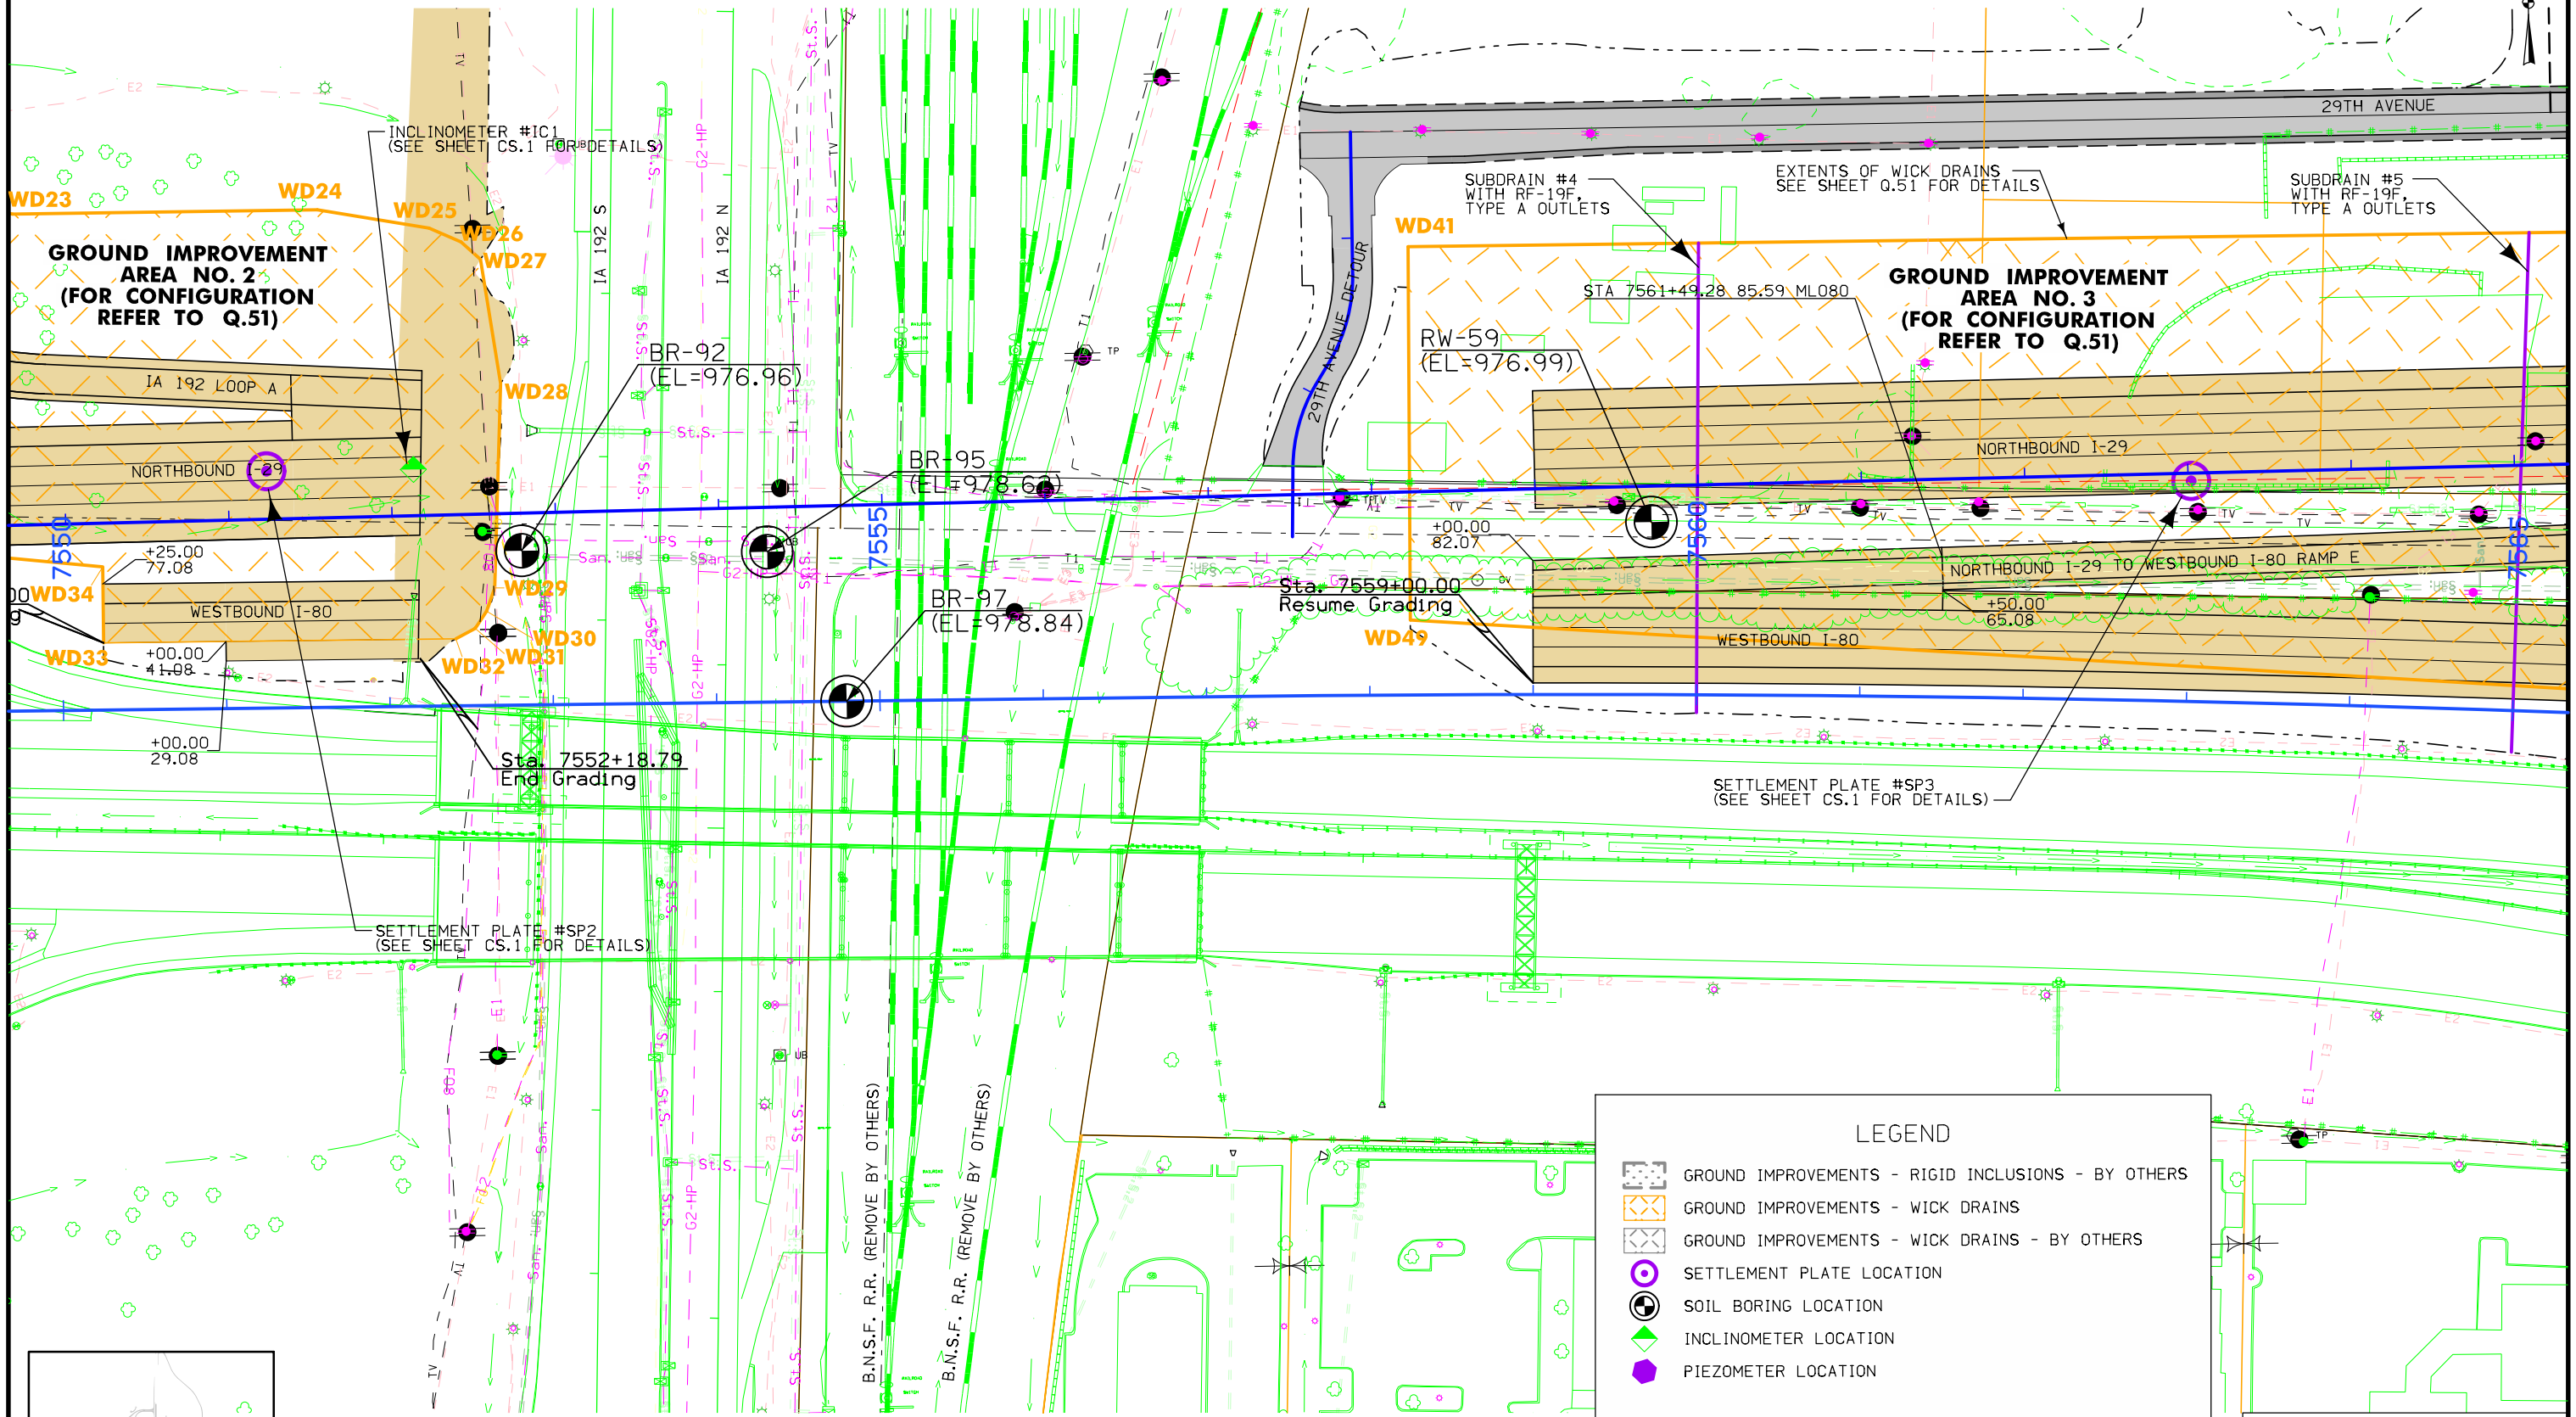 29TH AVENUE
INCLINOMETER #IC1
(SEE SHEET CS.1 FOR DETAILS)
SUBDRAIN #4
WITH RF-19F,
TYPE A OUTLETS
EXTENTS OF WICK DRAINS
SEE SHEET Q.51 FOR DETAILS
SUBDRAIN #5
WITH RF-19F,
TYPE A OUTLETS
WD23
WD24
WD25
WD26
WD27
WD28
WD29
WD30
WD31
WD32
WD33
WD34
WD41
WD49
GROUND IMPROVEMENT
AREA NO. 2
(FOR CONFIGURATION
REFER TO Q.51)
IA 192 S
IA 192 N
29TH AVENUE DETOUR
STA 7561+49.28 85.59 ML080
GROUND IMPROVEMENT
AREA NO. 3
(FOR CONFIGURATION
REFER TO Q.51)
BR-92
(EL=976.96)
RW-59
(EL=976.99)
IA 192 LOOP A
NORTHBOUND I-29
BR-95
(EL=978.62)
NORTHBOUND I-29
7550
7555
7560
7565
+25.00
77.08
+00.00
82.07
WESTBOUND I-80
BR-97
(EL=978.84)
Sta. 7559+00.00
Resume Grading
NORTHBOUND I-29 TO WESTBOUND I-80 RAMP E
+50.00
65.08
WESTBOUND I-80
+00.00
41.08
+00.00
29.08
Sta. 7552+18.79
End Grading
SETTLEMENT PLATE #SP3
(SEE SHEET CS.1 FOR DETAILS)
SETTLEMENT PLATE #SP2
(SEE SHEET CS.1 FOR DETAILS)
B.N.S.F. R.R. (REMOVE BY OTHERS)
B.N.S.F. R.R. (REMOVE BY OTHERS)
LEGEND
GROUND IMPROVEMENTS - RIGID INCLUSIONS - BY OTHERS
GROUND IMPROVEMENTS - WICK DRAINS
GROUND IMPROVEMENTS - WICK DRAINS - BY OTHERS
SETTLEMENT PLATE LOCATION
SOIL BORING LOCATION
INCLINOMETER LOCATION
PIEZOMETER LOCATION